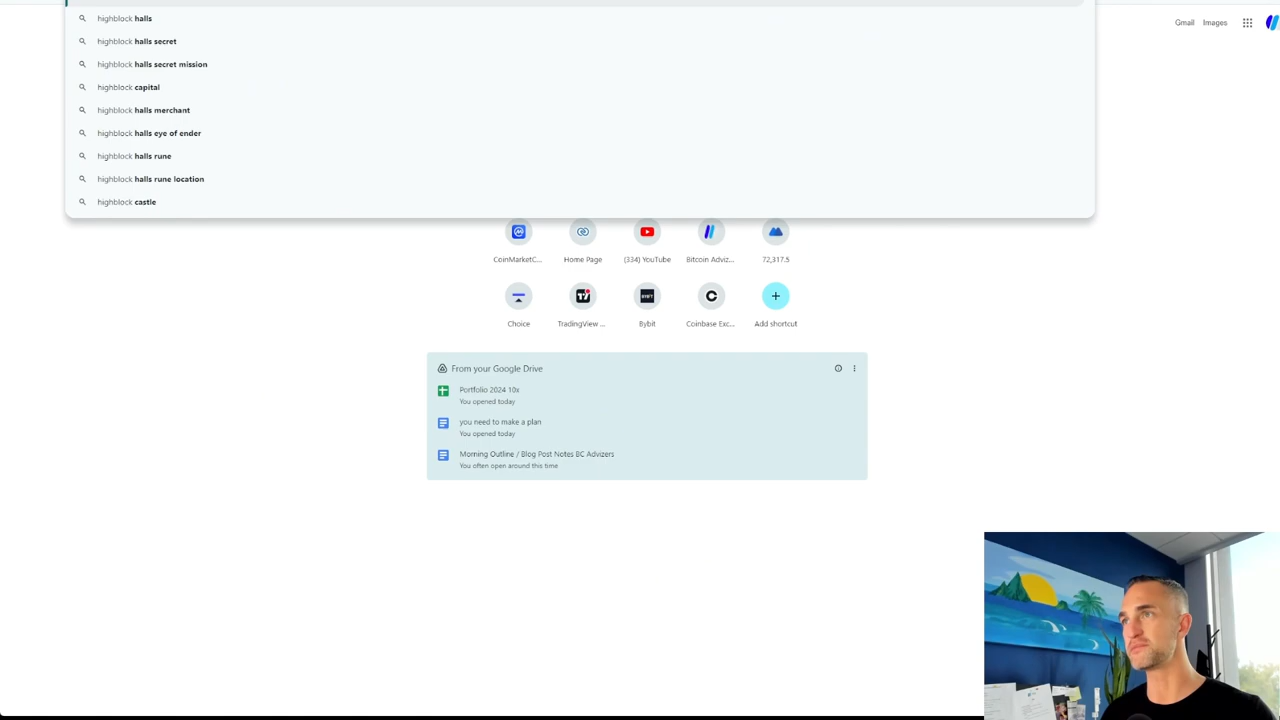 highblock halls
Gmail Images
highblock halls secret
highblock halls secret mission
highblock capital
highblock halls merchant
highblock halls eye of ender
highblock halls rune
highblock halls rune location
highblock castle
CoinMarketC... Home Page (334) YouTube Bitcoin Adviz... 72,317.5
Choice TradingView ... Bybit Coinbase Exc... Add shortcut
From your Google Drive
Portfolio 2024 10x
You opened today
you need to make a plan
You opened today
Morning Outline / Blog Post Notes BC Advizers
You often open around this time